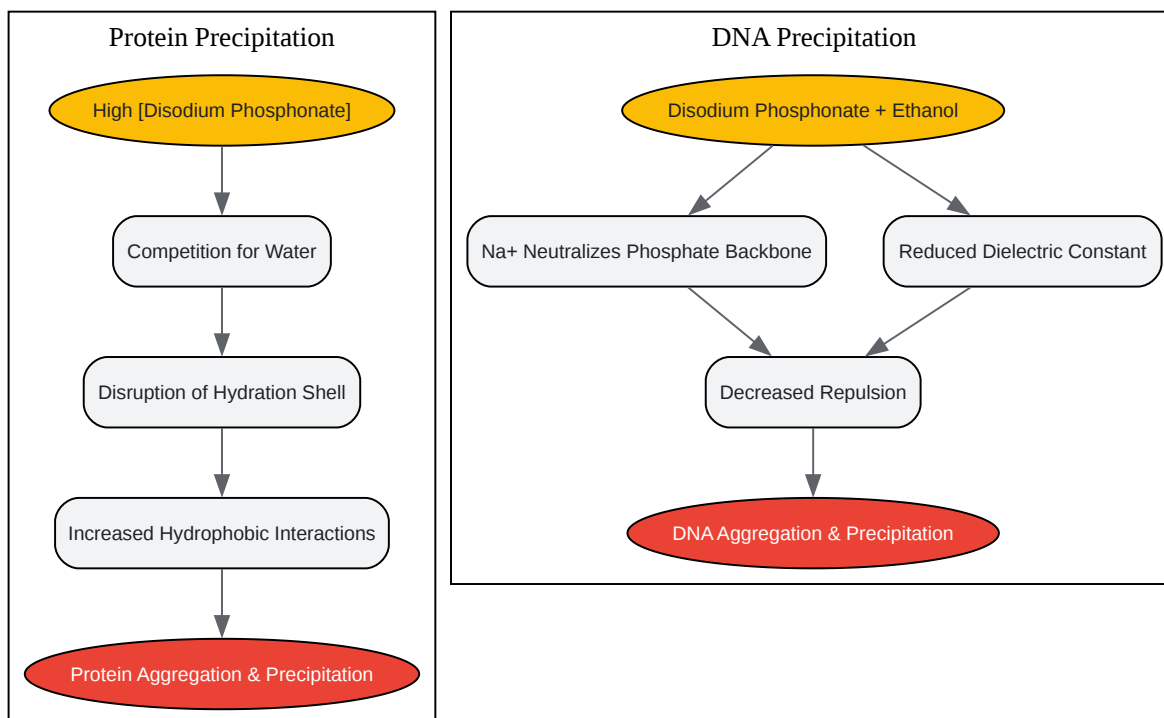 Protein Precipitation
High [Disodium Phosphonate]
Competition for Water
Disruption of Hydration Shell
Increased Hydrophobic Interactions
Protein Aggregation & Precipitation
DNA Precipitation
Disodium Phosphonate + Ethanol
Na+ Neutralizes Phosphate Backbone
Reduced Dielectric Constant
Decreased Repulsion
DNA Aggregation & Precipitation